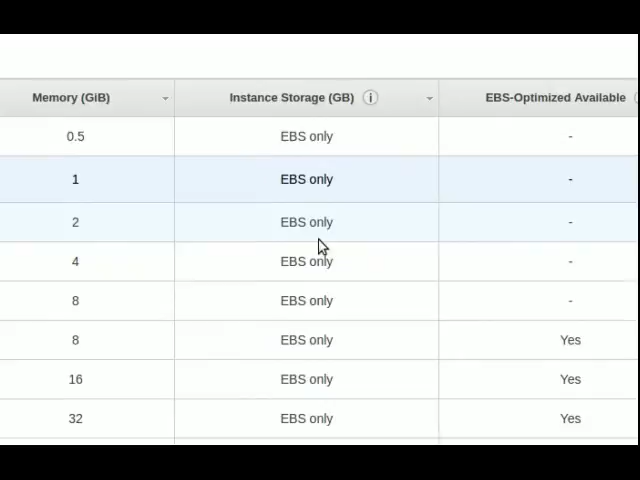 Memory (GiB) Instance Storage (GB) EBS-Optimized Available
0.5 EBS only -
1 EBS only -
2 EBS only -
4 EBS only -
8 EBS only -
8 EBS only Yes
16 EBS only Yes
32 EBS only Yes